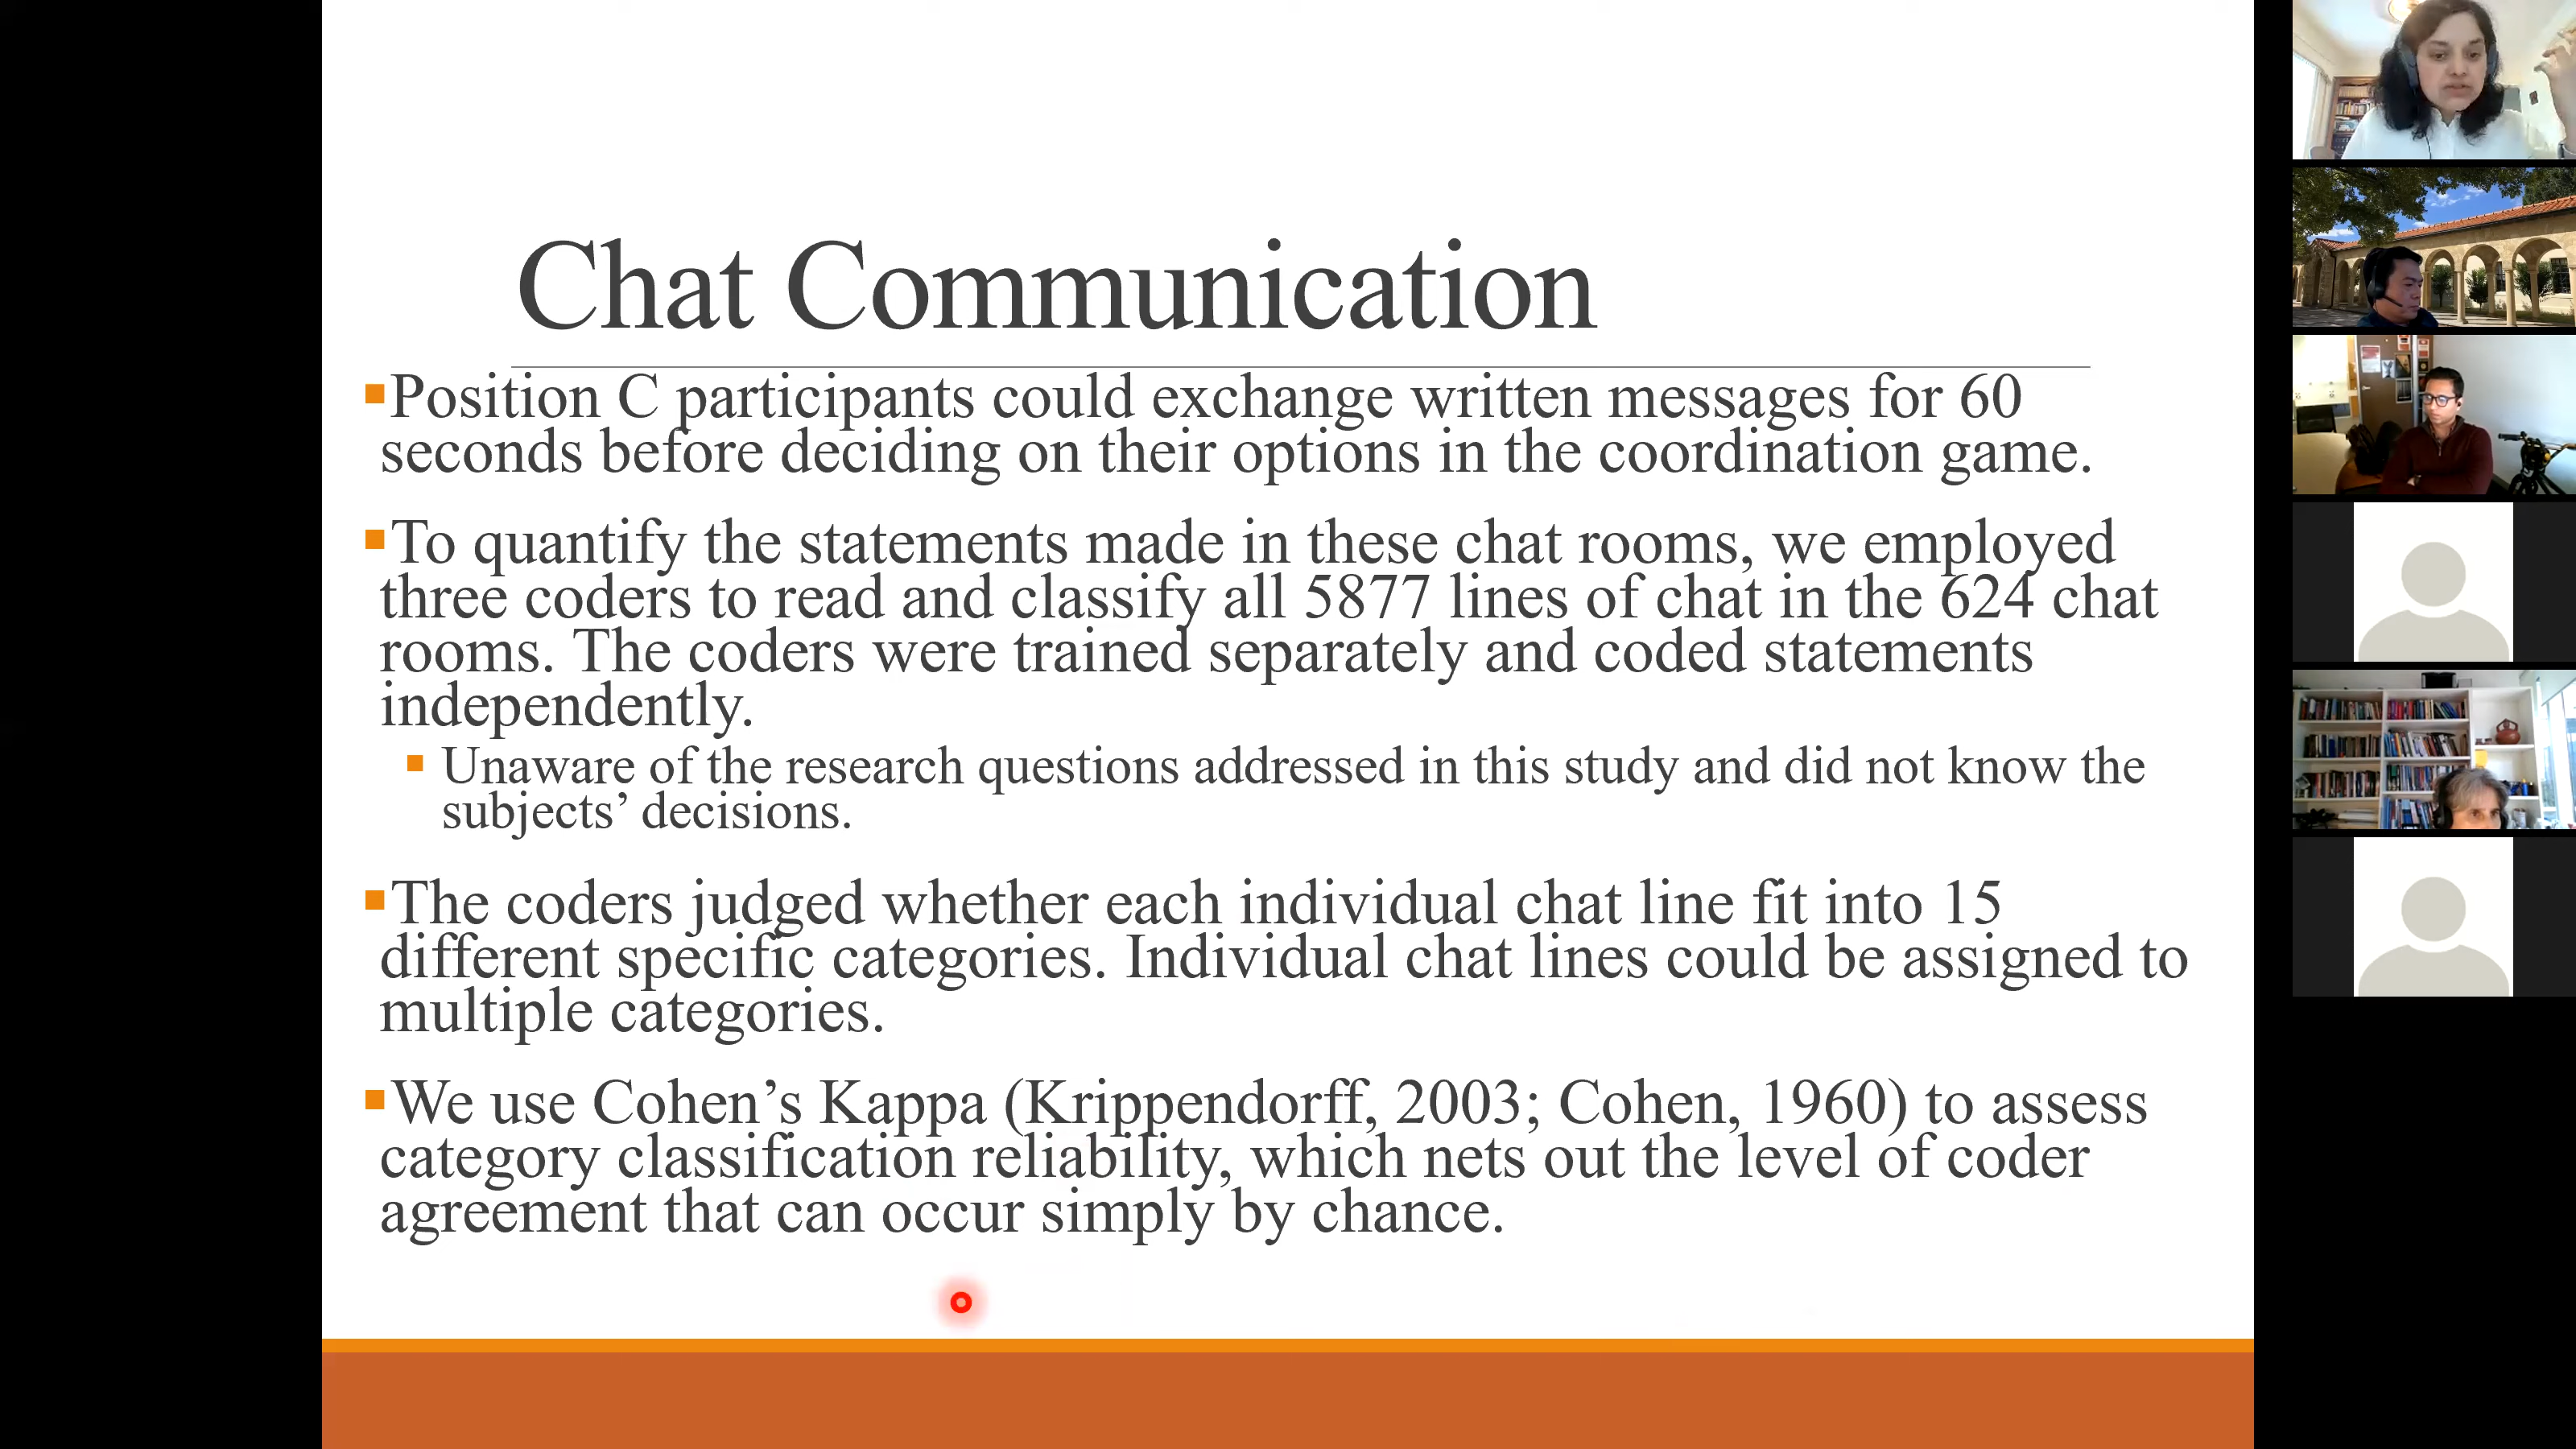 Chat Communication
▪Position C participants could exchange written messages for 60
seconds before deciding on their options in the coordination game.
▪To quantify the statements made in these chat rooms, we employed
three coders to read and classify all 5877 lines of chat in the 624 chat
rooms. The coders were trained separately and coded statements
independently.
▪ Unaware of the research questions addressed in this study and did not know the
subjects’ decisions.
▪The coders judged whether each individual chat line fit into 15
different specific categories. Individual chat lines could be assigned to
multiple categories.
▪We use Cohen’s Kappa (Krippendorff, 2003; Cohen, 1960) to assess
category classification reliability, which nets out the level of coder
agreement that can occur simply by chance.